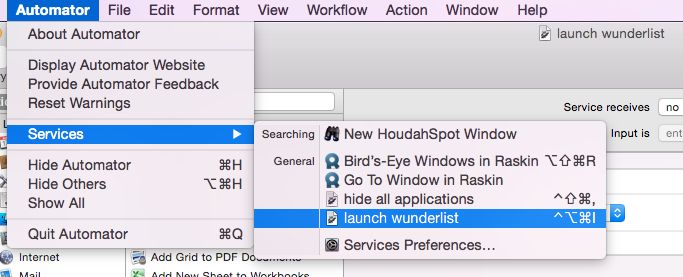 Automator File Edit Format View Workflow Action Window Help
About Automator
launch wunderlist
Display Automator Website
Provide Automator Feedback
Reset Warnings
Service receives no
Services
Searching New HoudahSpot Window
Input is ent
General Bird's-Eye Windows in Raskin ⌥⇧⌘R
Hide Automator ⌘H
Go To Window in Raskin
Hide Others ⌥⌘H
hide all applications ^⇧⌘,
Show All
launch wunderlist ^⌥⌘I
Quit Automator ⌘Q
Services Preferences…
Internet
Add Grid to PDF Documents
Mail
Add New Sheet to Workbooks